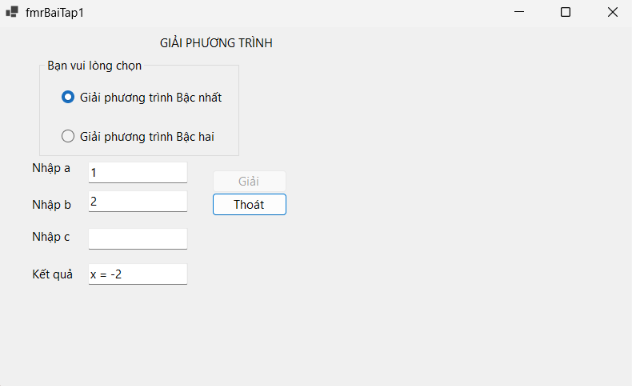 fmrBaiTap1
GIẢI PHƯƠNG TRÌNH
Bạn vui lòng chọn
Giải phương trình Bậc nhất
Giải phương trình Bậc hai
Nhập a
1
Giải
Nhập b
2
Thoát
Nhập c
Kết quả
x = -2